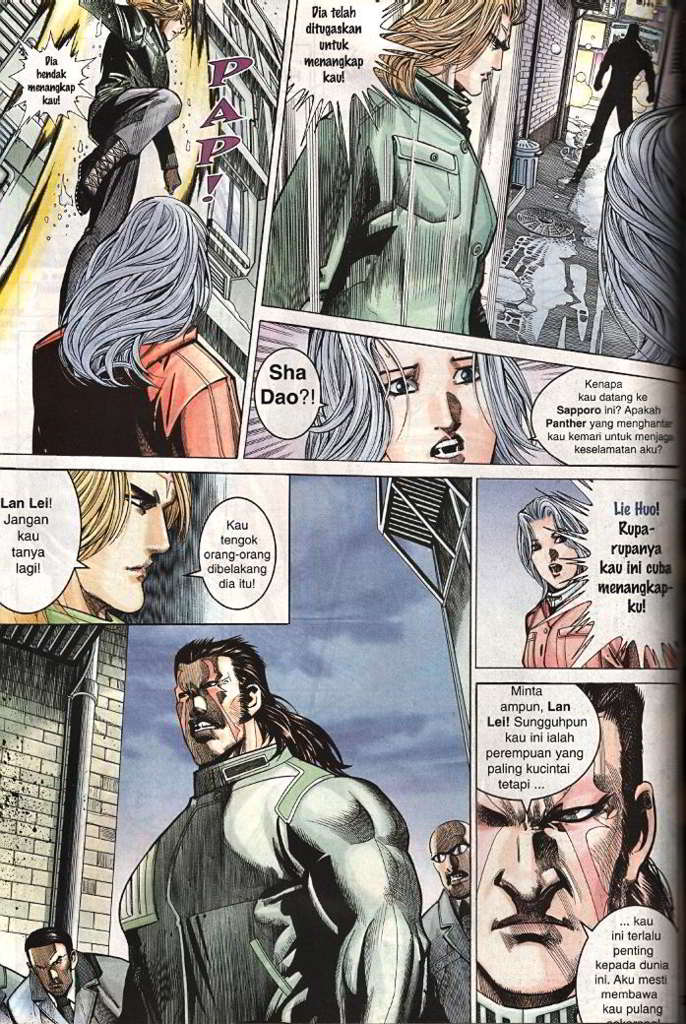 Dia
hendak
menangkap
kau!
PAP!
Dia telah
ditugaskan
untuk
menangkap
kau!
Sha
Dao?!
Kenapa
kau datang ke
Sapporo ini? Apakah
Panther yang menghantar
kau kemari untuk menjaga
keselamatan aku?
Lan Lei!
Jangan
kau
tanya
lagi!
Kau
tengok
orang-orang
dibelakang
dia itu!
Lie Huo!
Rupa-
rupanya
kau ini cuba
menangkap-
ku!
Minta
ampun, Lan
Lei! Sungguhpun
kau ini ialah
perempuan yang
paling kucintai
tetapi ...
... kau
ini terlalu
penting
kepada dunia
ini. Aku mesti
membawa
kau pulang